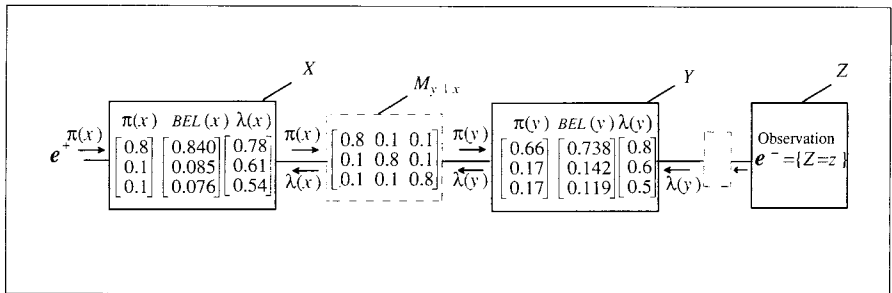 X
M y↓x
Y
Z
π(x) BEL(x) λ(x)
π(y) BEL(y) λ(y)
e+ π(x)
0.8 0.840 0.78
0.1 0.085 0.61
0.1 0.076 0.54
π(x)
λ(x)
0.8 0.1 0.1
0.1 0.8 0.1
0.1 0.1 0.8
π(y)
λ(y)
0.66 0.738 0.8
0.17 0.142 0.6
0.17 0.119 0.5
λ(y)
Observation
e − ={Z=z}